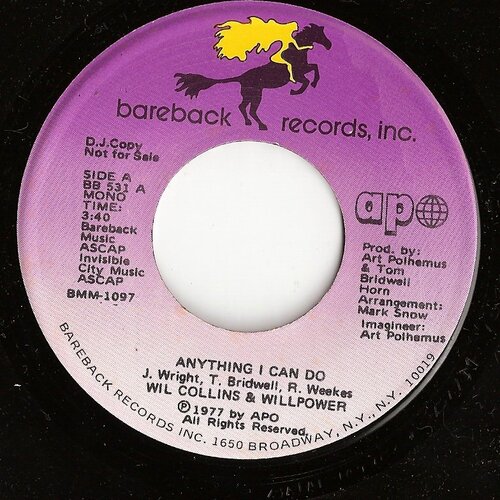 bareback records, inc.
D.J.Copy
Not for Sale
SIDE A
BB 531 A
MONO
TIME:
3:40
Bareback
Music
ASCAP
Invisible
City Music
ASCAP
BMM-1097
apo
Prod. by:
Art Polhemus
& Tom
Bridwell
Horn
Arrangement:
Mark Snow
Imagineer:
Art Polhemus
ANYTHING I CAN DO
J. Wright, T. Bridwell, R. Weekes
WIL COLLINS & WILLPOWER
Ⓟ 1977 by APO
All Rights Reserved.
BAREBACK RECORDS INC. 1650 BROADWAY, N.Y., N.Y. 10019